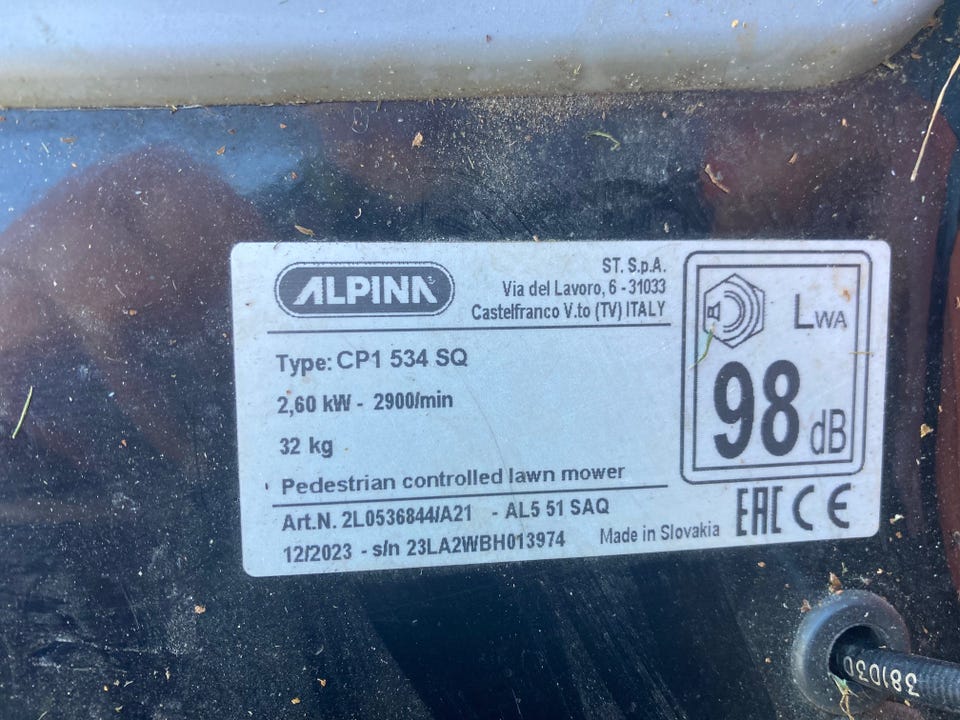 ALPINA
ST. S.p.A.
Via del Lavoro, 6 - 31033
Castelfranco V.to (TV) ITALY
LWA
98 dB
Type: CP1 534 SQ
2,60 kW - 2900/min
32 kg
Pedestrian controlled lawn mower
Art.N. 2L0536844/A21 - AL5 51 SAQ
12/2023 - s/n 23LA2WBH013974
Made in Slovakia
EAC CE
381030